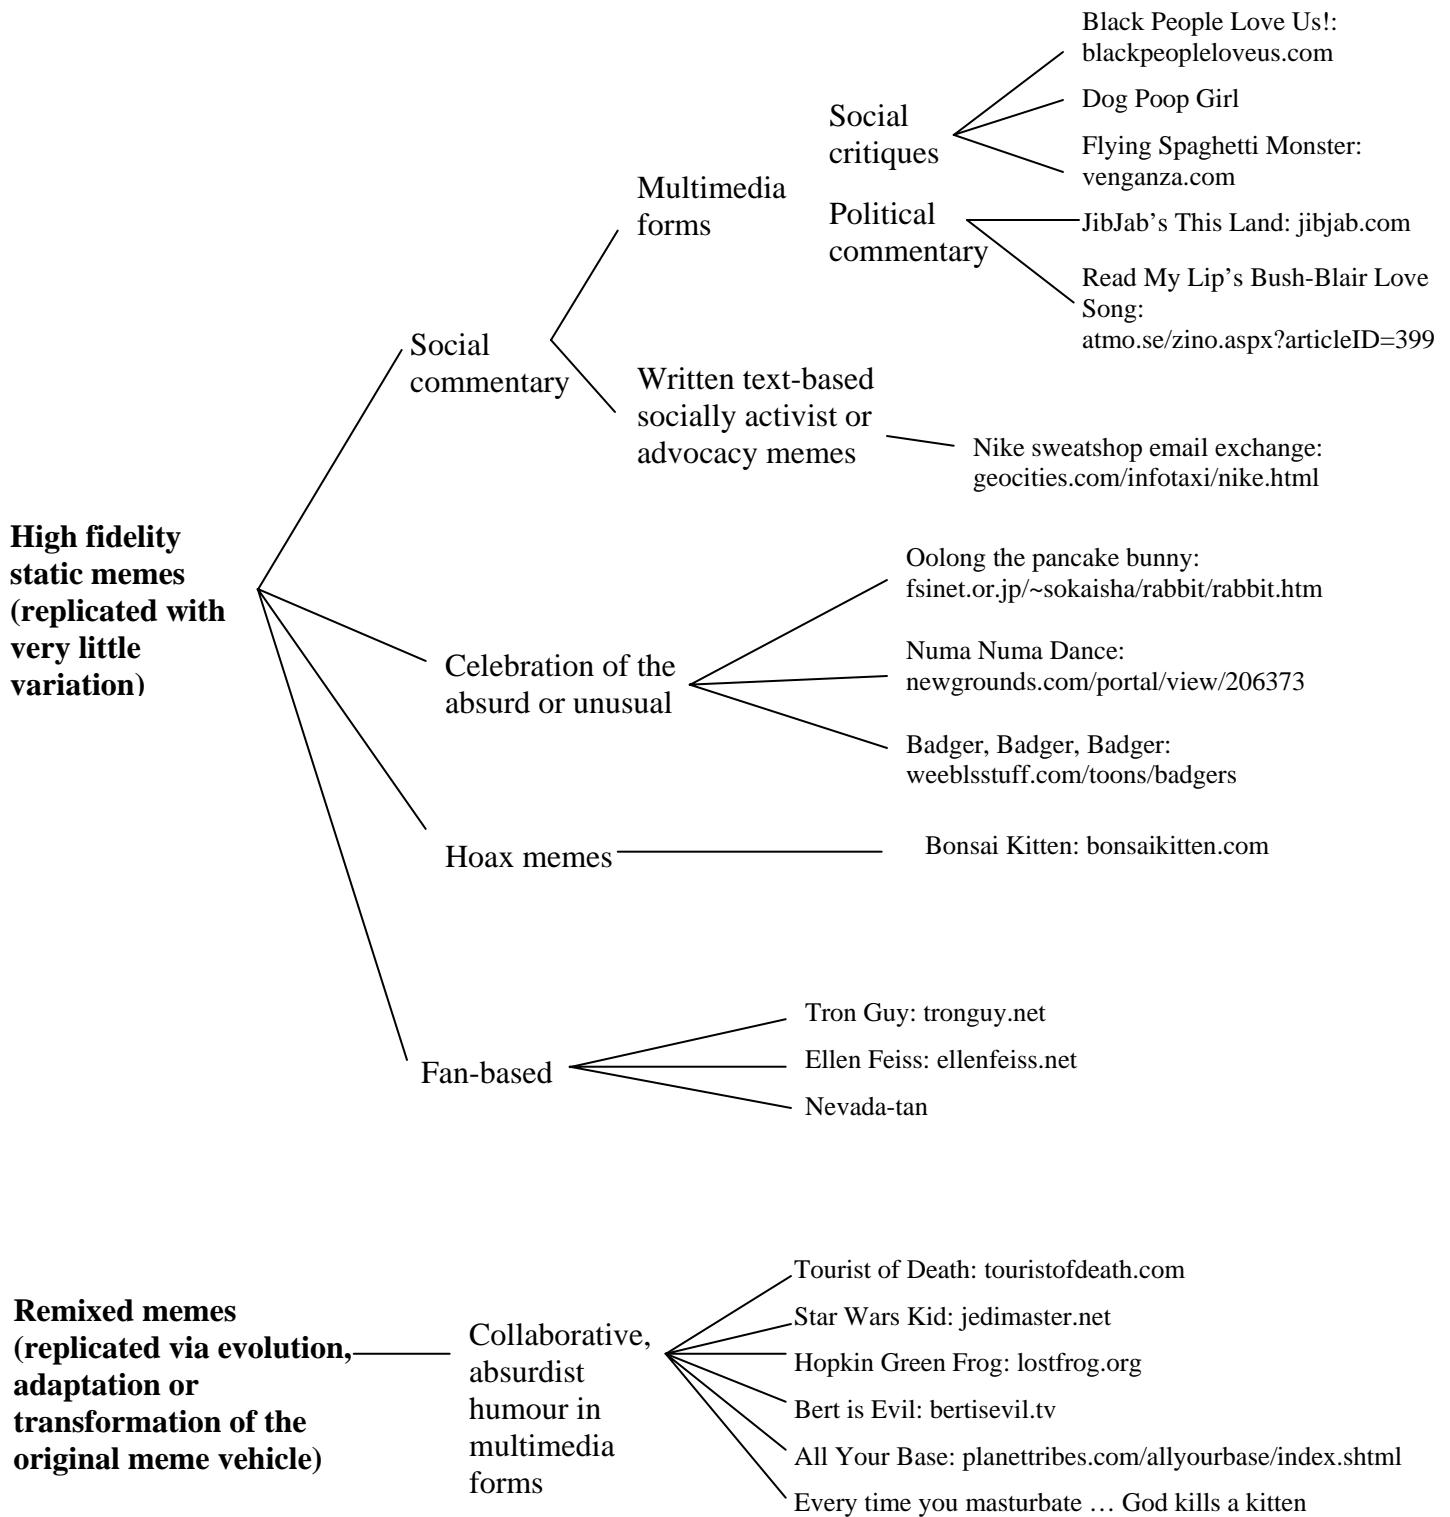 Black People Love Us!:
blackpeopleloveus.com
Dog Poop Girl
Social
critiques
Flying Spaghetti Monster:
venganza.com
Multimedia
forms
Political
commentary
JibJab’s This Land: jibjab.com
Read My Lip’s Bush-Blair Love
Song:
atmo.se/zino.aspx?articleID=399
Social
commentary
Written text-based
socially activist or
advocacy memes
Nike sweatshop email exchange:
geocities.com/infotaxi/nike.html
High fidelity
static memes
(replicated with
very little
variation)
Oolong the pancake bunny:
fsinet.or.jp/~sokaisha/rabbit/rabbit.htm
Celebration of the
absurd or unusual
Numa Numa Dance:
newgrounds.com/portal/view/206373
Badger, Badger, Badger:
weeblsstuff.com/toons/badgers
Hoax memes
Bonsai Kitten: bonsaikitten.com
Fan-based
Tron Guy: tronguy.net
Ellen Feiss: ellenfeiss.net
Nevada-tan
Remixed memes
(replicated via evolution,
adaptation or
transformation of the
original meme vehicle)
Collaborative,
absurdist
humour in
multimedia
forms
Tourist of Death: touristofdeath.com
Star Wars Kid: jedimaster.net
Hopkin Green Frog: lostfrog.org
Bert is Evil: bertisevil.tv
All Your Base: planettribes.com/allyourbase/index.shtml
Every time you masturbate … God kills a kitten